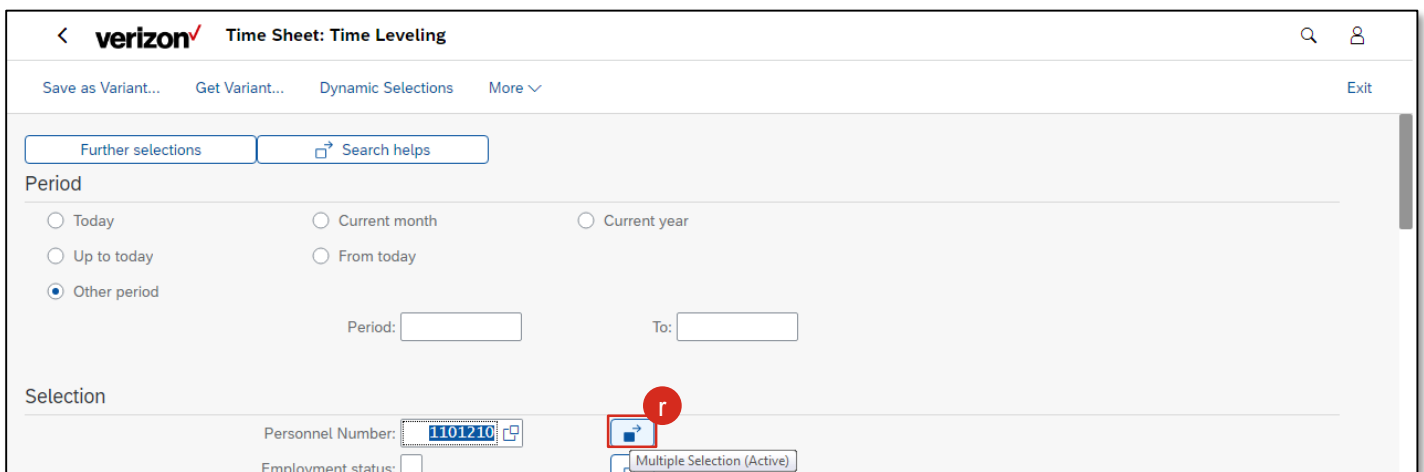 verizon Time Sheet: Time Leveling
Save as Variant... Get Variant... Dynamic Selections More Exit
Further selections Search helps
Period
Today Current month Current year
Up to today From today
Other period
Period: To:
Selection
r
Personnel Number: 1101210
Multiple Selection (Active)
Employment status: